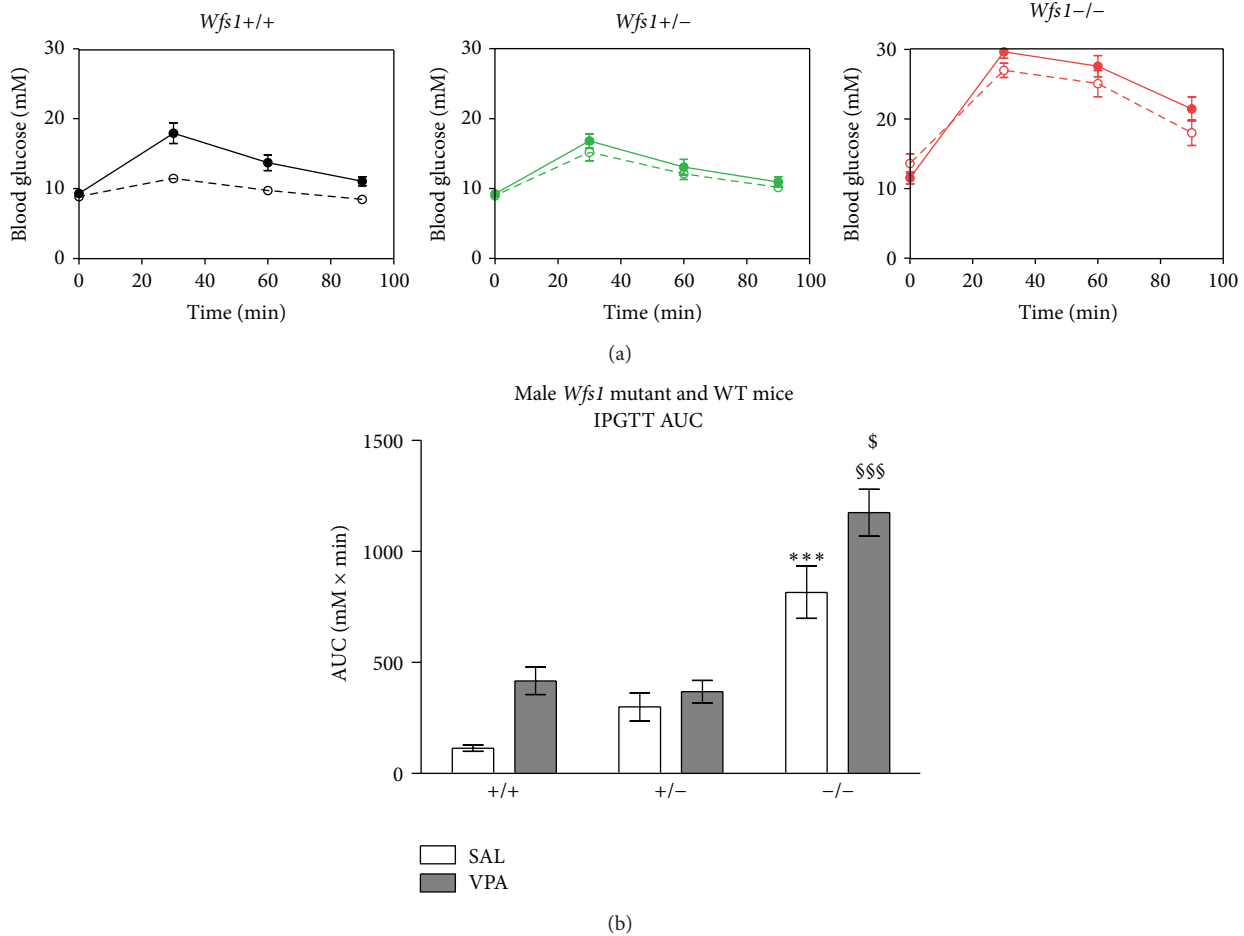 Wfs1+/+
Wfs1+/−
Wfs1−/−
Blood glucose (mM)
30
20
10
0
0 20 40 60 80 100
Time (min)
Blood glucose (mM)
30
20
10
0
0 20 40 60 80 100
Time (min)
Blood glucose (mM)
30
20
10
0
0 20 40 60 80 100
Time (min)
(a)
Male Wfs1 mutant and WT mice
IPGTT AUC
AUC (mM × min)
1500
1000
500
0
$
§§§
***
+/+ +/− −/−
SAL
VPA
(b)